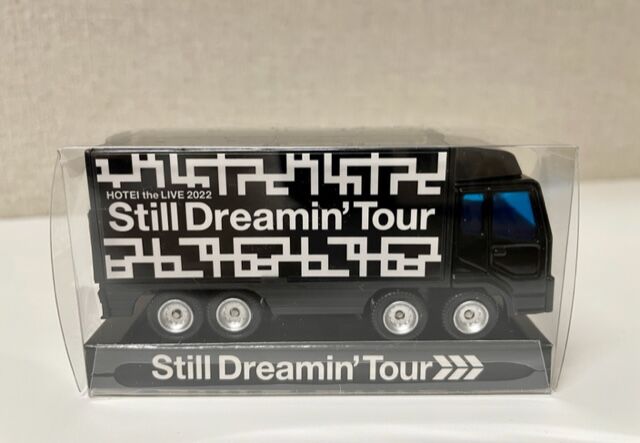 HOTEI the LIVE 2022
Still Dreamin' Tour
Still Dreamin' Tour